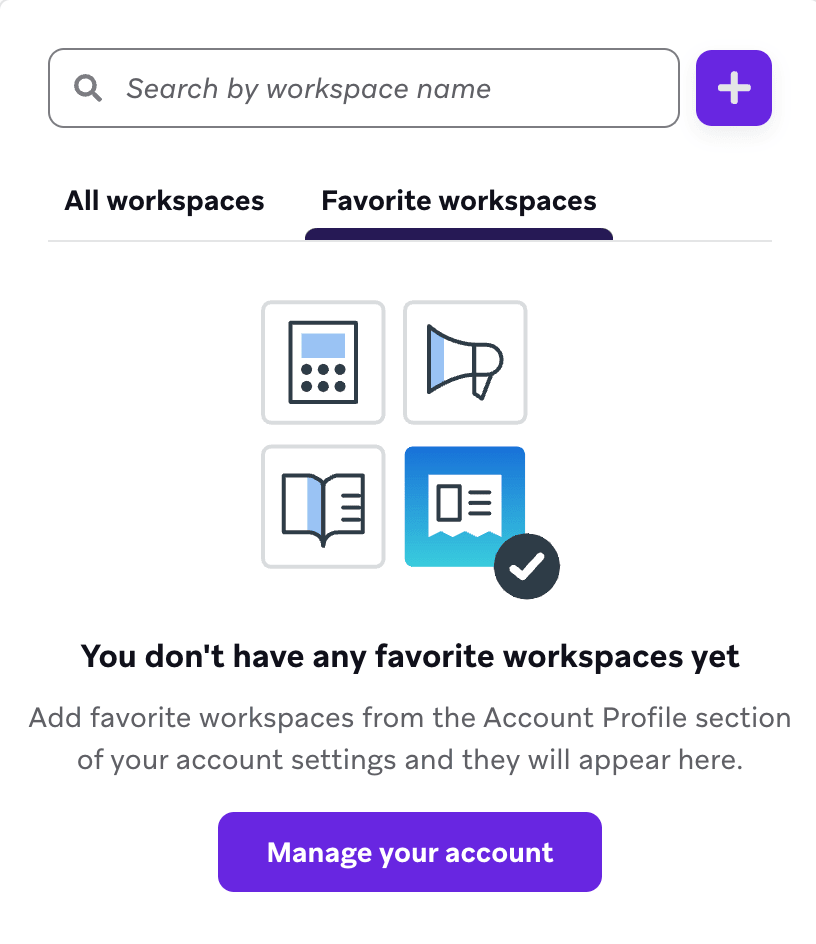 Search by workspace name
All workspaces
Favorite workspaces
You don't have any favorite workspaces yet
Add favorite workspaces from the Account Profile section
of your account settings and they will appear here.
Manage your account